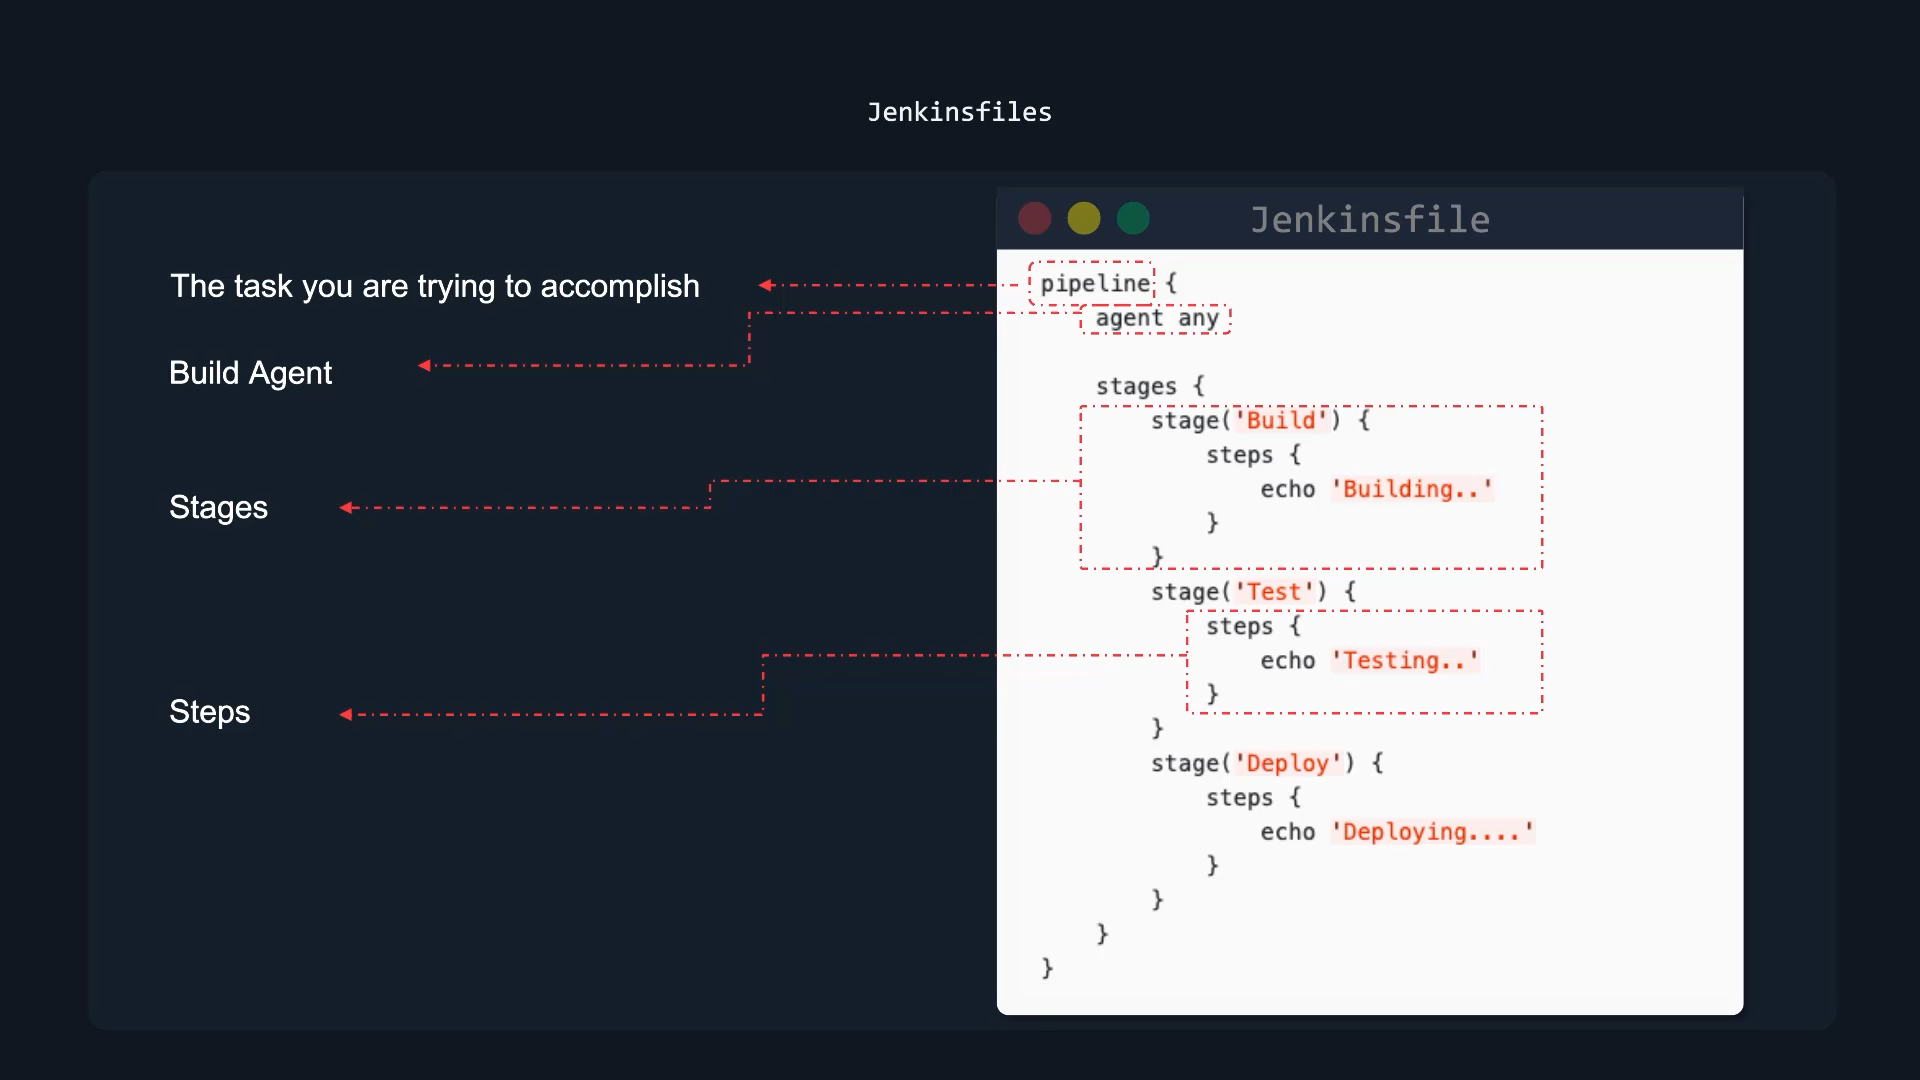 Jenkinsfiles
The task you are trying to accomplish
Build Agent
Stages
Steps
Jenkinsfile
pipeline {
    agent any

    stages {
        stage('Build') {
            steps {
                echo 'Building..'
            }
        }
        stage('Test') {
            steps {
                echo 'Testing..'
            }
        }
        stage('Deploy') {
            steps {
                echo 'Deploying....'
            }
        }
    }
}